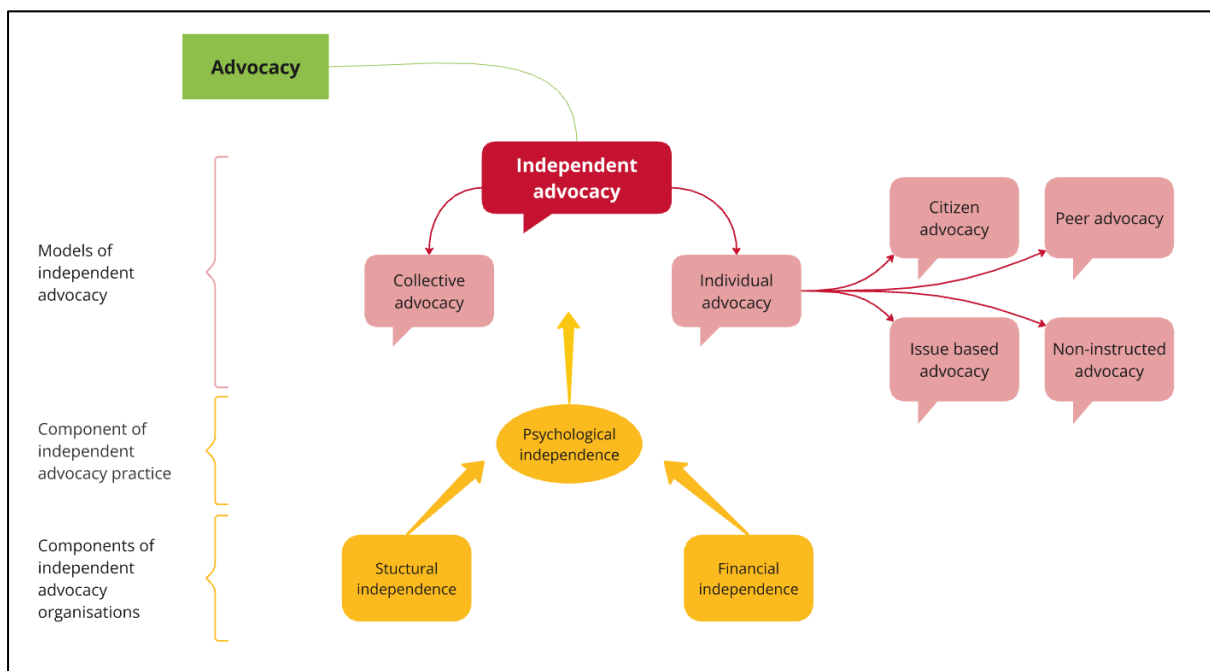 Advocacy
Independent
advocacy
Models of
independent
advocacy
Collective
advocacy
Individual
advocacy
Citizen
advocacy
Peer advocacy
Issue based
advocacy
Non-instructed
advocacy
Component of
independent
advocacy practice
Psychological
independence
Components of
independent
advocacy
organisations
Stuctural
independence
Financial
independence